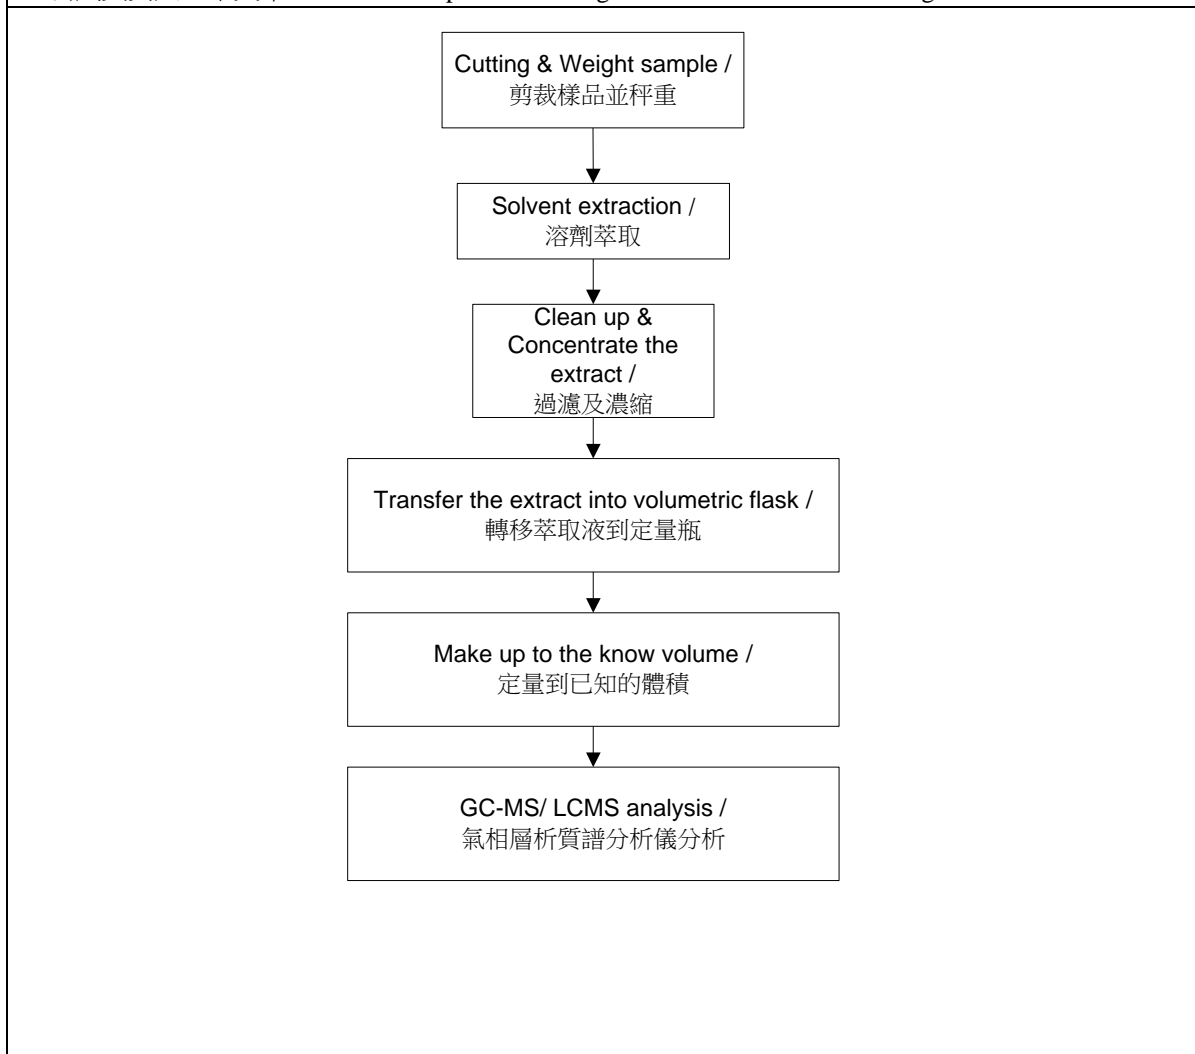 Cutting & Weight sample /
剪裁樣品並秤重
Solvent extraction /
溶劑萃取
Clean up &
Concentrate the
extract /
過濾及濃縮
Transfer the extract into volumetric flask /
轉移萃取液到定量瓶
Make up to the know volume /
定量到已知的體積
GC-MS/ LCMS analysis /
氣相層析質譜分析儀分析